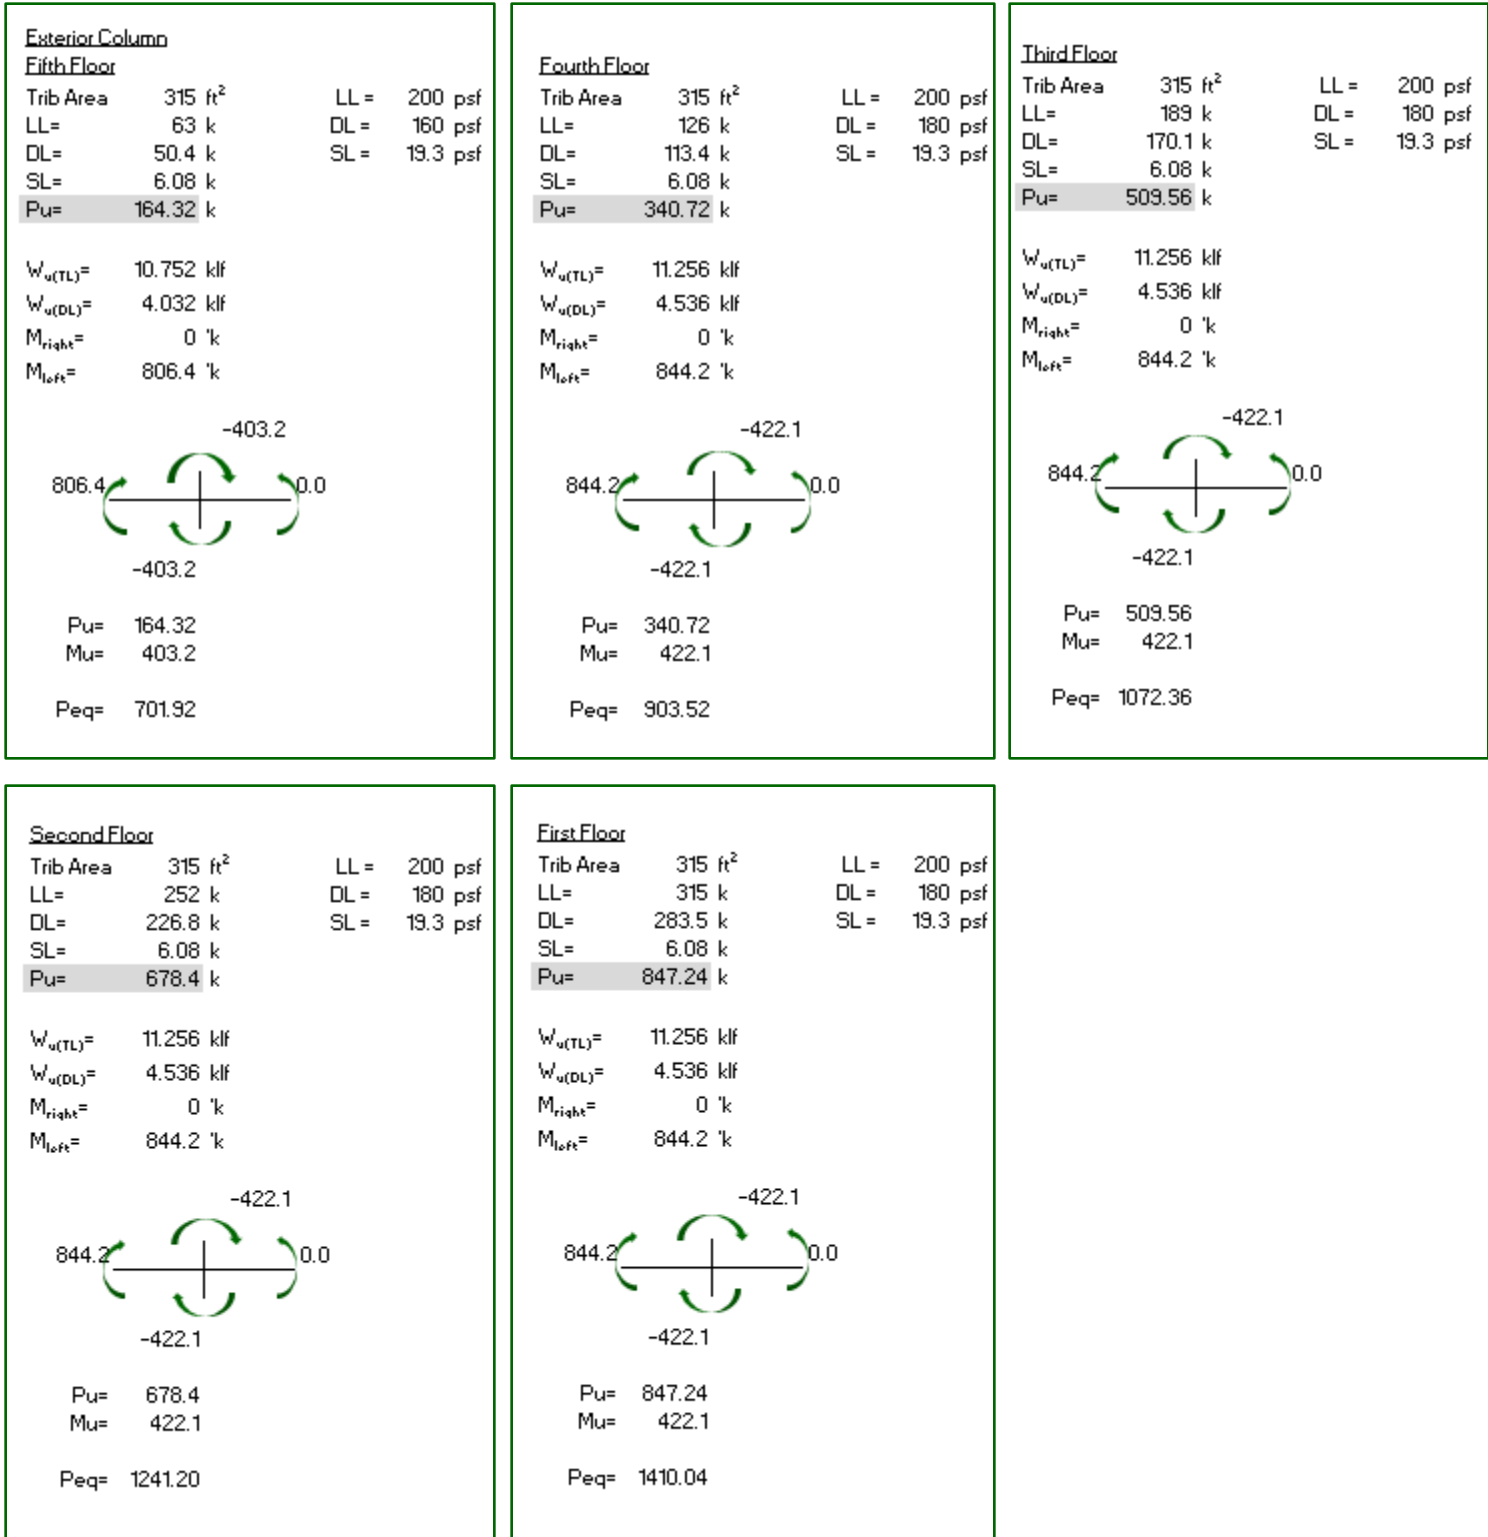 Exterior Column
Fifth Floor
Trib Area 315 ft² LL = 200 psf
LL= 63 k DL = 160 psf
DL= 50.4 k SL = 19.3 psf
SL= 6.08 k
Pu= 164.32 k
Wu(TL)= 10.752 klf
Wu(DL)= 4.032 klf
Mright= 0 'k
Mleft= 806.4 'k
-403.2
806.4 0.0
-403.2
Pu= 164.32
Mu= 403.2
Peq= 701.92
Fourth Floor
Trib Area 315 ft² LL = 200 psf
LL= 126 k DL = 180 psf
DL= 113.4 k SL = 19.3 psf
SL= 6.08 k
Pu= 340.72 k
Wu(TL)= 11.256 klf
Wu(DL)= 4.536 klf
Mright= 0 'k
Mleft= 844.2 'k
-422.1
844.2 0.0
-422.1
Pu= 340.72
Mu= 422.1
Peq= 903.52
Third Floor
Trib Area 315 ft² LL = 200 psf
LL= 189 k DL = 180 psf
DL= 170.1 k SL = 19.3 psf
SL= 6.08 k
Pu= 509.56 k
Wu(TL)= 11.256 klf
Wu(DL)= 4.536 klf
Mright= 0 'k
Mleft= 844.2 'k
-422.1
844.2 0.0
-422.1
Pu= 509.56
Mu= 422.1
Peq= 1072.36
Second Floor
Trib Area 315 ft² LL = 200 psf
LL= 252 k DL = 180 psf
DL= 226.8 k SL = 19.3 psf
SL= 6.08 k
Pu= 678.4 k
Wu(TL)= 11.256 klf
Wu(DL)= 4.536 klf
Mright= 0 'k
Mleft= 844.2 'k
-422.1
844.2 0.0
-422.1
Pu= 678.4
Mu= 422.1
Peq= 1241.20
First Floor
Trib Area 315 ft² LL = 200 psf
LL= 315 k DL = 180 psf
DL= 283.5 k SL = 19.3 psf
SL= 6.08 k
Pu= 847.24 k
Wu(TL)= 11.256 klf
Wu(DL)= 4.536 klf
Mright= 0 'k
Mleft= 844.2 'k
-422.1
844.2 0.0
-422.1
Pu= 847.24
Mu= 422.1
Peq= 1410.04